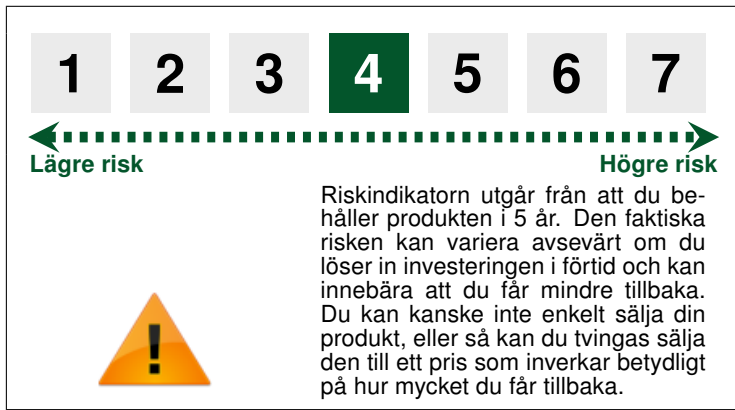 1 2 3 4 5 6 7
Lägre risk Högre risk
Riskindikatorn utgår från att du be-
håller produkten i 5 år. Den faktiska
risken kan variera avsevärt om du
löser in investeringen i förtid och kan
innebära att du får mindre tillbaka.
Du kan kanske inte enkelt sälja din
produkt, eller så kan du tvingas sälja
den till ett pris som inverkar betydligt
på hur mycket du får tillbaka.
!